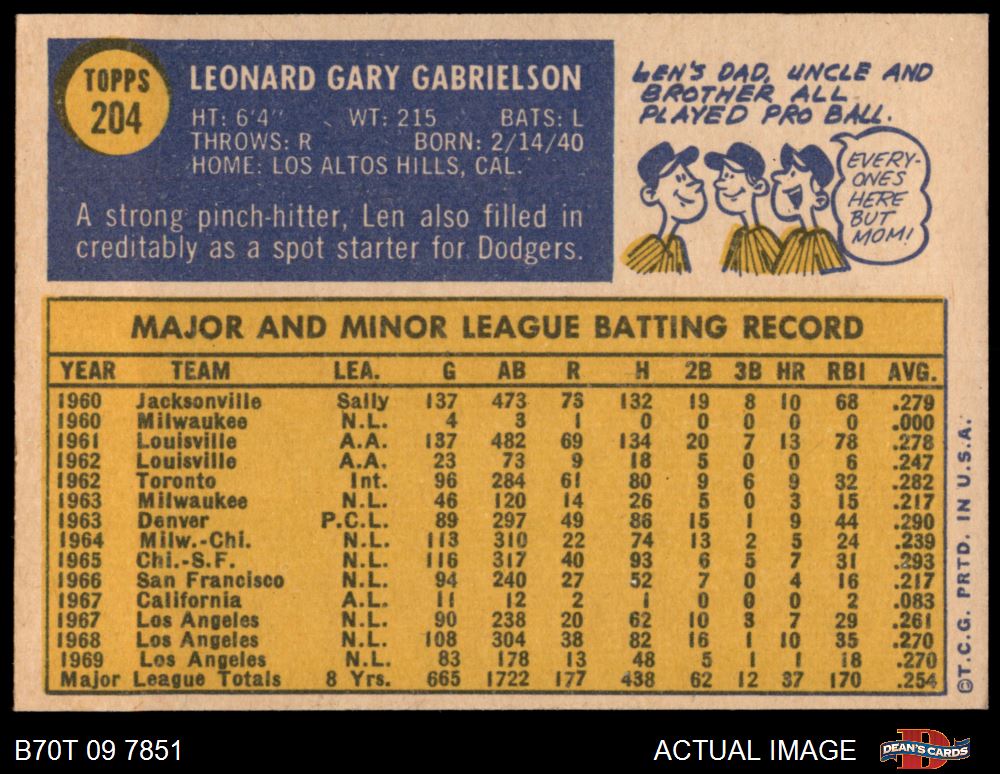 TOPPS
204
LEONARD GARY GABRIELSON
HT: 6'4" WT: 215 BATS: L
THROWS: R BORN: 2/14/40
HOME: LOS ALTOS HILLS, CAL.
A strong pinch-hitter, Len also filled in
creditably as a spot starter for Dodgers.
LEN'S DAD, UNCLE AND
BROTHER ALL
PLAYED PRO BALL.
EVERY-
ONES
HERE
BUT
MOM!
MAJOR AND MINOR LEAGUE BATTING RECORD
YEAR TEAM LEA. G AB R H 2B 3B HR RBI AVG.
1960 Jacksonville Sally 137 473 73 132 19 8 10 68 .279
1960 Milwaukee N.L. 4 3 1 0 0 0 0 0 .000
1961 Louisville A.A. 137 482 69 134 20 7 13 78 .278
1962 Louisville A.A. 23 73 9 18 5 0 0 6 .247
1962 Toronto Int. 96 284 61 80 9 6 9 32 .282
1963 Milwaukee N.L. 46 120 14 26 5 0 3 15 .217
1963 Denver P.C.L. 89 297 49 86 15 1 9 44 .290
1964 Milw.-Chi. N.L. 113 310 22 74 13 2 5 24 .239
1965 Chi.-S.F. N.L. 116 317 40 93 6 5 7 31 .293
1966 San Francisco N.L. 94 240 27 52 7 0 4 16 .217
1967 California A.L. 11 12 2 1 0 0 0 2 .083
1967 Los Angeles N.L. 90 238 20 62 10 3 7 29 .261
1968 Los Angeles N.L. 108 304 38 82 16 1 10 35 .270
1969 Los Angeles N.L. 83 178 13 48 5 1 1 18 .270
Major League Totals 8 Yrs. 665 1722 177 438 62 12 37 170 .254
©T.C.G. PRTD. IN U.S.A.
B70T 09 7851
ACTUAL IMAGE
DEAN'S CARDS